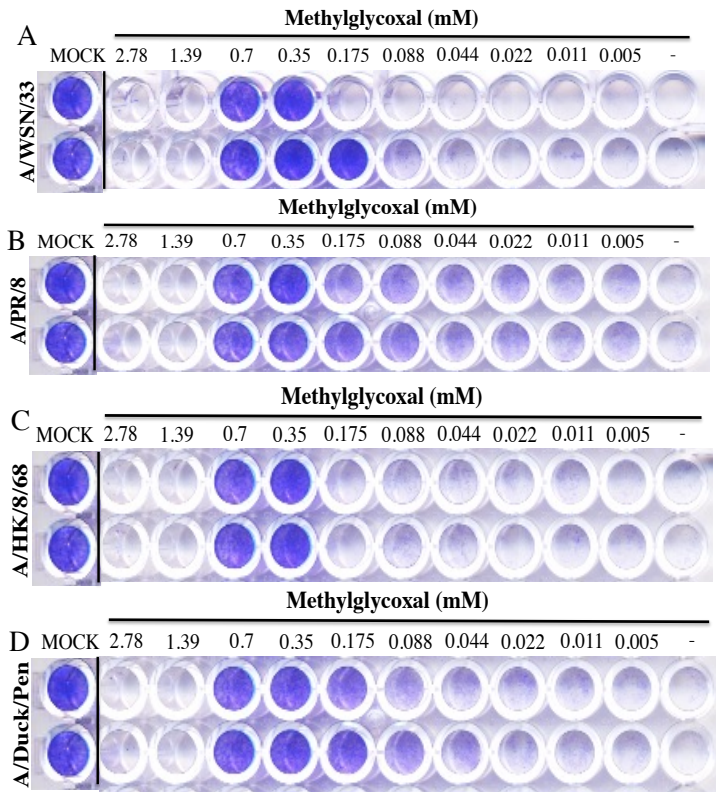 A
Methylglycoxal (mM)
MOCK 2.78 1.39 0.7 0.35 0.175 0.088 0.044 0.022 0.011 0.005 -
A/WSN/33
Methylglycoxal (mM)
B
MOCK 2.78 1.39 0.7 0.35 0.175 0.088 0.044 0.022 0.011 0.005 -
A/PR/8
Methylglycoxal (mM)
C
MOCK 2.78 1.39 0.7 0.35 0.175 0.088 0.044 0.022 0.011 0.005 -
A/HK/8/68
Methylglycoxal (mM)
D
MOCK 2.78 1.39 0.7 0.35 0.175 0.088 0.044 0.022 0.011 0.005 -
A/Duck/Pen